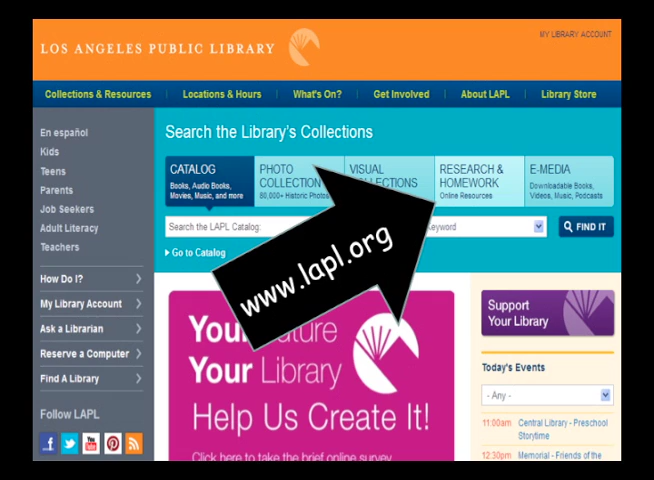 MY LIBRARY ACCOUNT
LOS ANGELES PUBLIC LIBRARY
Collections & Resources
Locations & Hours
What's On?
Get Involved
About LAPL
Library Store
En español
Kids
Teens
Parents
Job Seekers
Adult Literacy
Teachers
How Do I?
My Library Account
Ask a Librarian
Reserve a Computer
Find A Library
Follow LAPL
You
Tube
Search the Library's Collections
CATALOG
Books, Audio Books,
Movies, Music, and more
PHOTO
COLLECTION
80,000+ Historic Photos
VISUAL
COLLECTIONS
RESEARCH &
HOMEWORK
Online Resources
E-MEDIA
Downloadable Books,
Videos, Music, Podcasts
Search the LAPL Catalog:
Keyword
FIND IT
Go to Catalog
www.lapl.org
Your Future
Your Library
Help Us Create It!
Click here to take the brief online survey
Support
Your Library
Today's Events
- Any -
11:00am Central Library - Preschool
Storytime
12:30pm Memorial - Friends of the